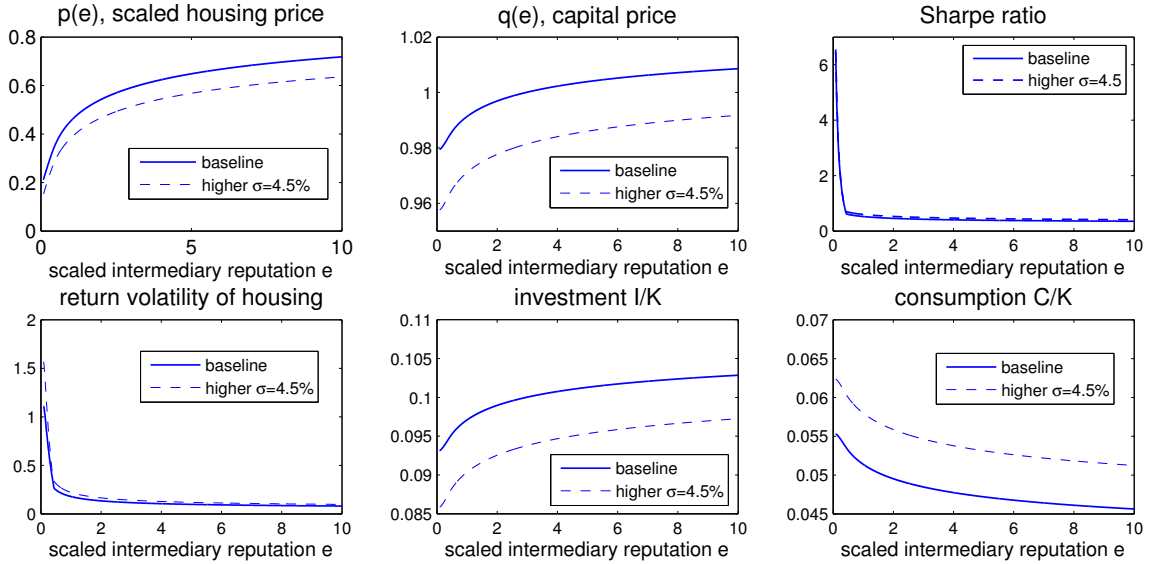 p(e), scaled housing price
0.8
0.6
0.4
0.2
0
0 5 10
baseline
higher σ=4.5%
scaled intermediary reputation e
q(e), capital price
1.02
1
0.98
0.96
0 2 4 6 8 10
baseline
higher σ=4.5%
scaled intermediary reputation e
Sharpe ratio
6
4
2
0
0 2 4 6 8 10
baseline
higher σ=4.5
scaled intermediary reputation e
return volatility of housing
2
1.5
1
0.5
0
0 2 4 6 8 10
baseline
higher σ=4.5%
scaled intermediary reputation e
investment I/K
0.11
0.105
0.1
0.095
0.09
0.085
0 2 4 6 8 10
baseline
higher σ=4.5%
scaled intermediary reputation e
consumption C/K
0.07
0.065
0.06
0.055
0.05
0.045
0 2 4 6 8 10
baseline
higher σ=4.5%
scaled intermediary reputation e